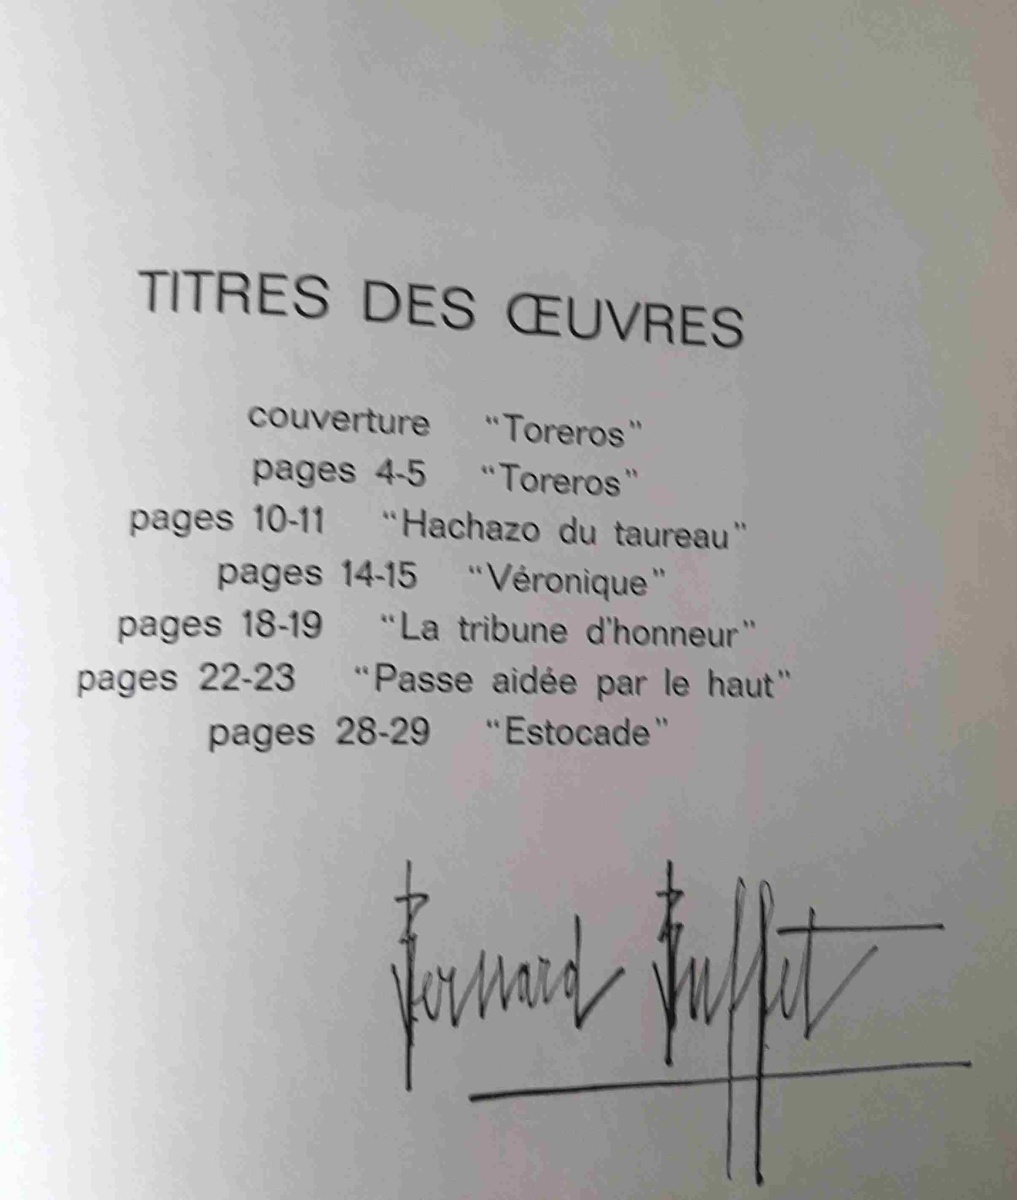 TITRES DES ŒUVRES
couverture “Toreros”
pages 4-5 “Toreros”
pages 10-11 “Hachazo du taureau”
pages 14-15 “Véronique”
pages 18-19 “La tribune d'honneur”
pages 22-23 “Passe aidée par le haut”
pages 28-29 “Estocade”
Bernard Buffet